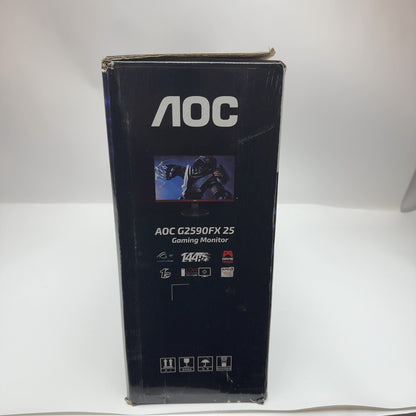 AOC
AOC G2590FX 25
Gaming Monitor
144Hz